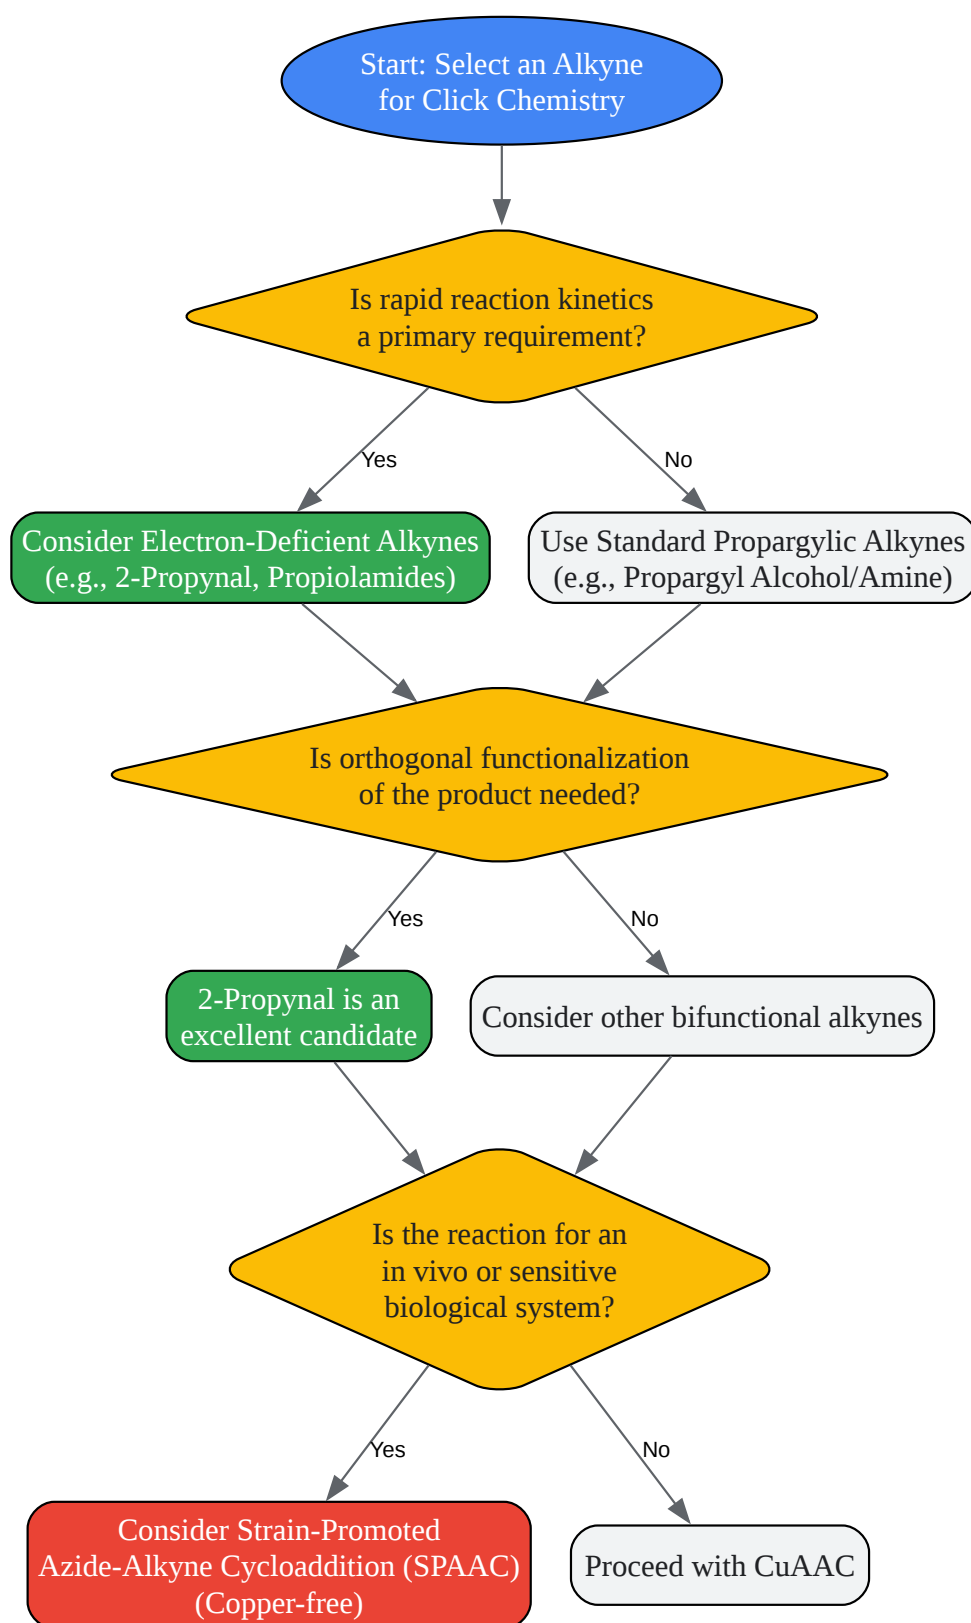 Start: Select an Alkyne
for Click Chemistry
Is rapid reaction kinetics
a primary requirement?
Yes
No
Consider Electron-Deficient Alkynes
(e.g., 2-Propynal, Propiolamides)
Use Standard Propargylic Alkynes
(e.g., Propargyl Alcohol/Amine)
Is orthogonal functionalization
of the product needed?
Yes
No
2-Propynal is an
excellent candidate
Consider other bifunctional alkynes
Is the reaction for an
in vivo or sensitive
biological system?
Yes
No
Consider Strain-Promoted
Azide-Alkyne Cycloaddition (SPAAC)
(Copper-free)
Proceed with CuAAC